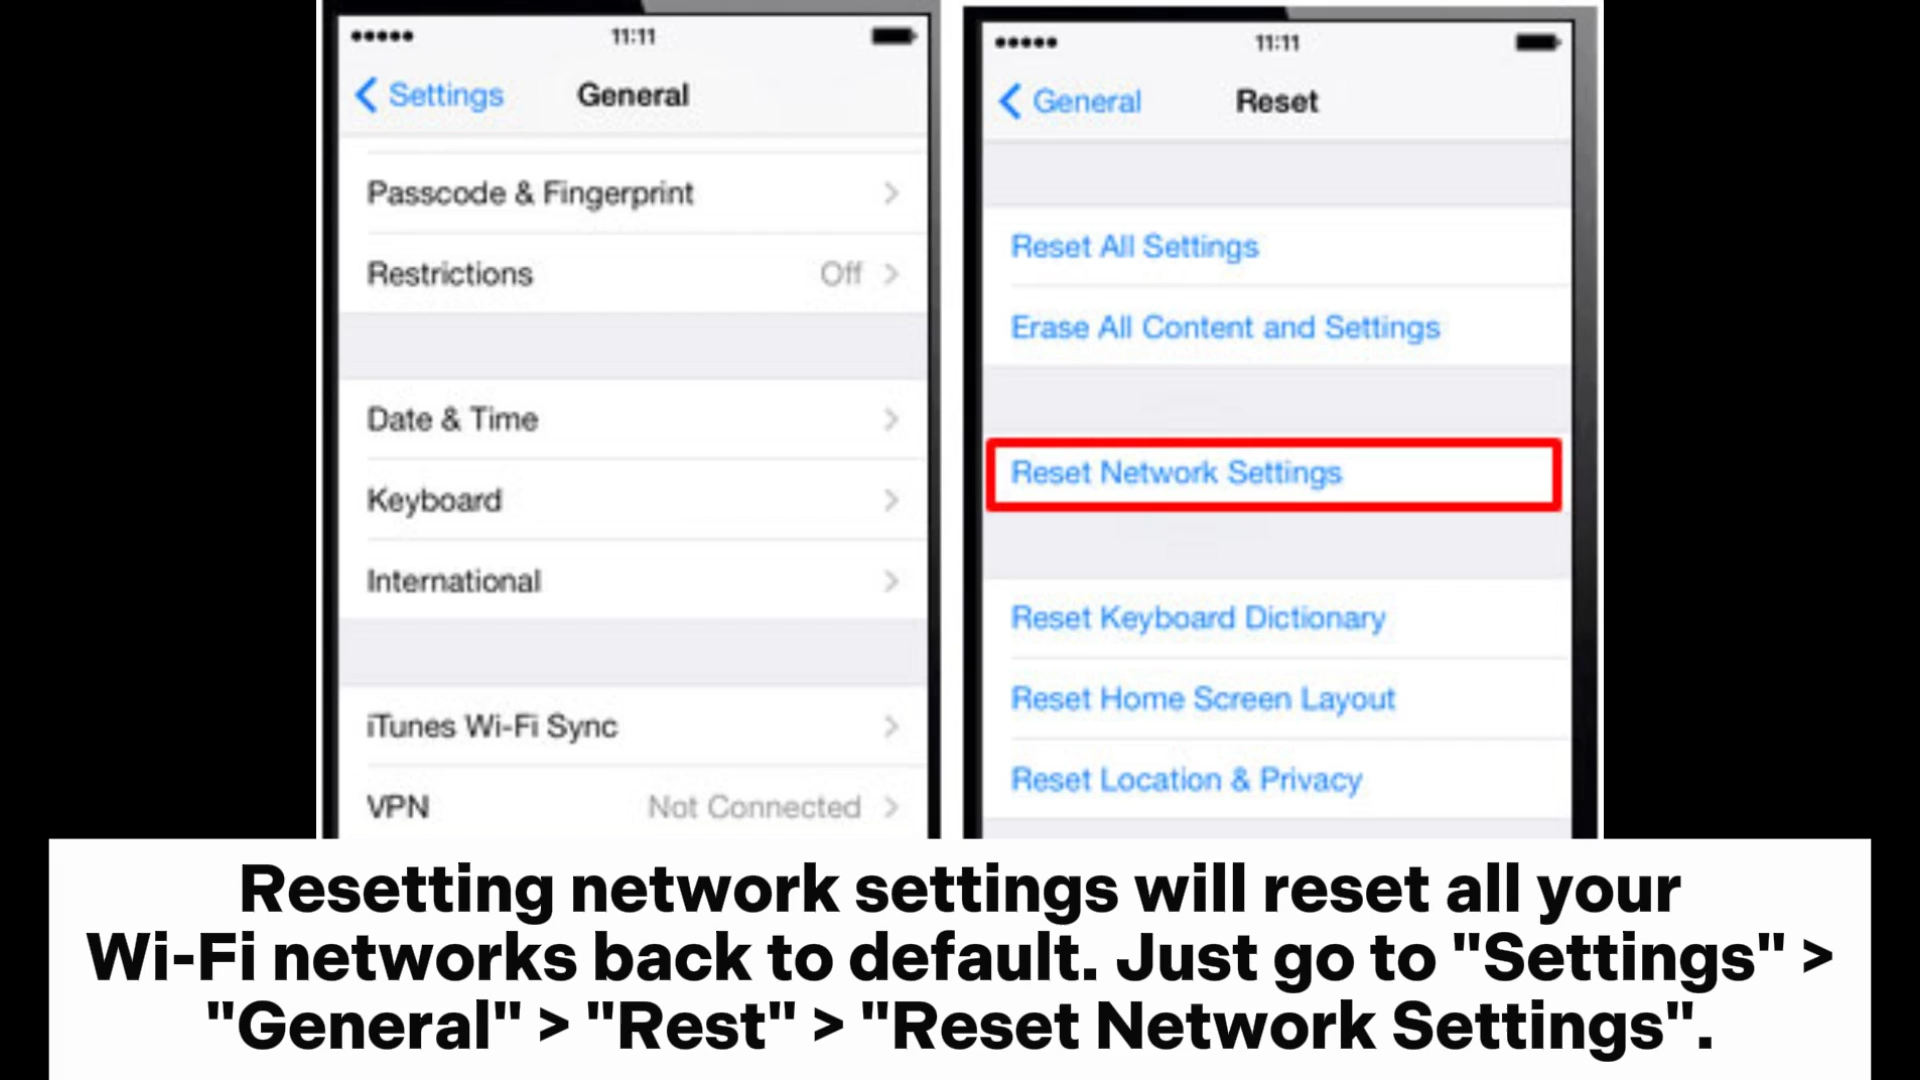 11:11
Settings General
Passcode & Fingerprint
Restrictions Off
Date & Time
Keyboard
International
iTunes Wi-Fi Sync
VPN Not Connected
11:11
General Reset
Reset All Settings
Erase All Content and Settings
Reset Network Settings
Reset Keyboard Dictionary
Reset Home Screen Layout
Reset Location & Privacy
Resetting network settings will reset all your
Wi-Fi networks back to default. Just go to "Settings" >
"General" > "Rest" > "Reset Network Settings".